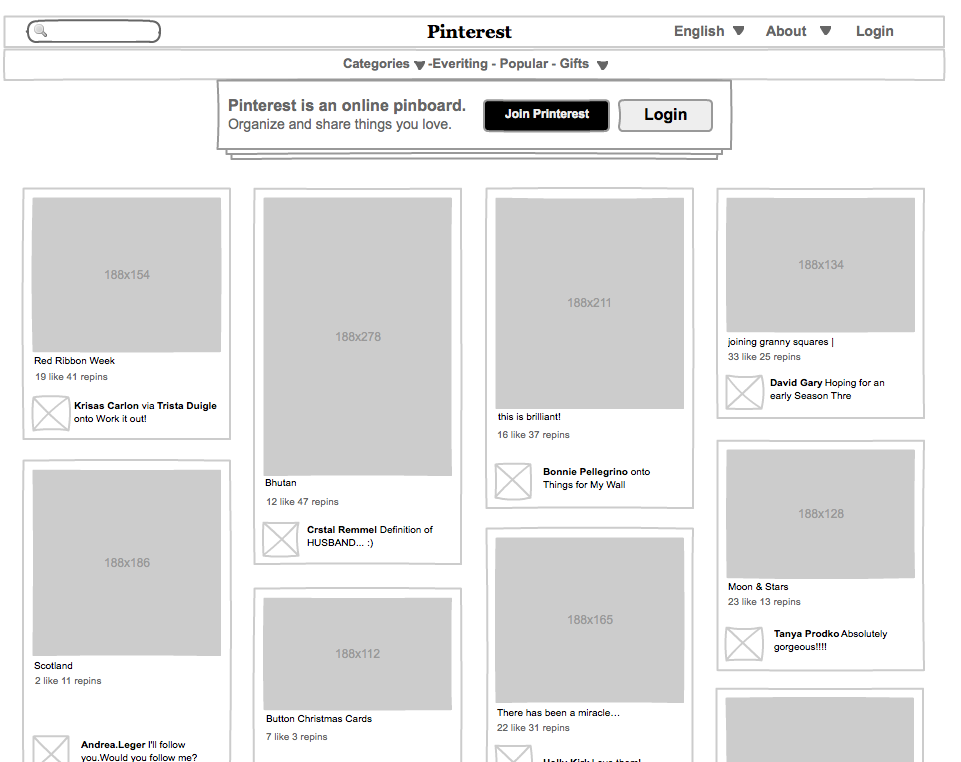 Pinterest
English
About
Login
Categories -Everiting - Popular - Gifts
Pinterest is an online pinboard.
Organize and share things you love.
Join Printerest
Login
188x154
Red Ribbon Week
19 like 41 repins
Krisas Carlon via Trista Duigle
onto Work it out!
188x186
Scotland
2 like 11 repins
Andrea.Leger I'll follow
you.Would you follow me?
188x278
Bhutan
12 like 47 repins
Crstal Remmel Definition of
HUSBAND... :)
188x112
Button Christmas Cards
7 like 3 repins
188x211
this is brilliant!
16 like 37 repins
Bonnie Pellegrino onto
Things for My Wall
188x165
There has been a miracle...
22 like 31 repins
188x134
joining granny squares |
33 like 25 repins
David Gary Hoping for an
early Season Thre
188x128
Moon & Stars
23 like 13 repins
Tanya Prodko Absolutely
gorgeous!!!!